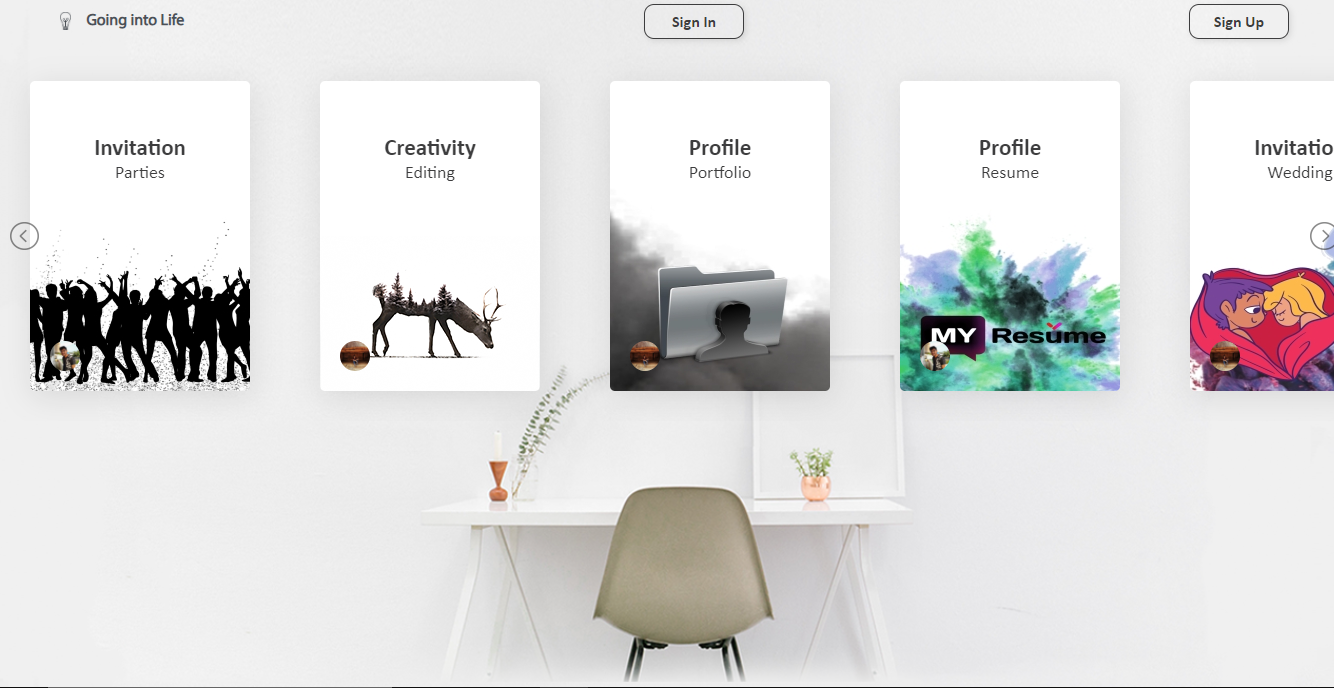 Going into Life
Sign In
Sign Up
Invitation
Parties
Creativity
Editing
Profile
Portfolio
Profile
Resume
MY Resume
Invitatio
Wedding